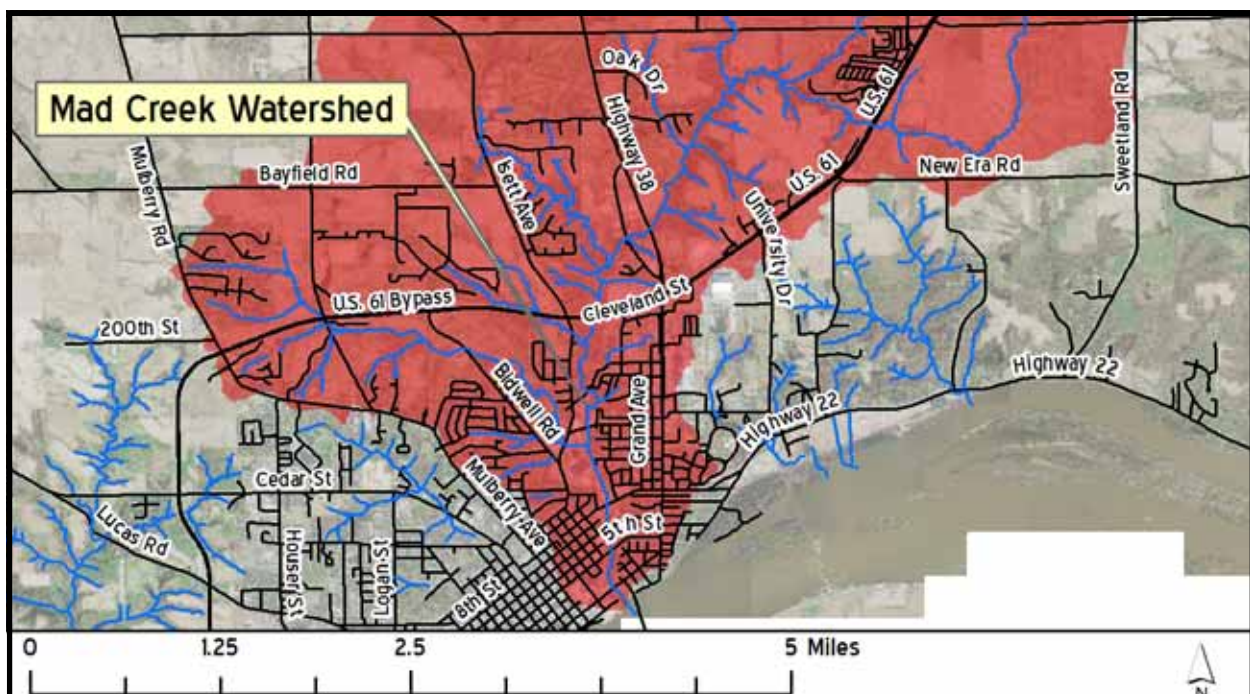 Oak Dr
U.S. 61
Sweetland Rd
Mad Creek Watershed
Highway 38
Mulberry Rd
Bayfield Rd
Isett Ave
U.S. 61
New Era Rd
University Dr
U.S. 61 Bypass
Cleveland St
200th St
Highway 22
Bidwell Rd
Grand Ave
Highway 22
Cedar St
Mulberry Ave
Lucas Rd
5th St
Houser St
Logan St
8th St
0 1.25 2.5 5 Miles
N